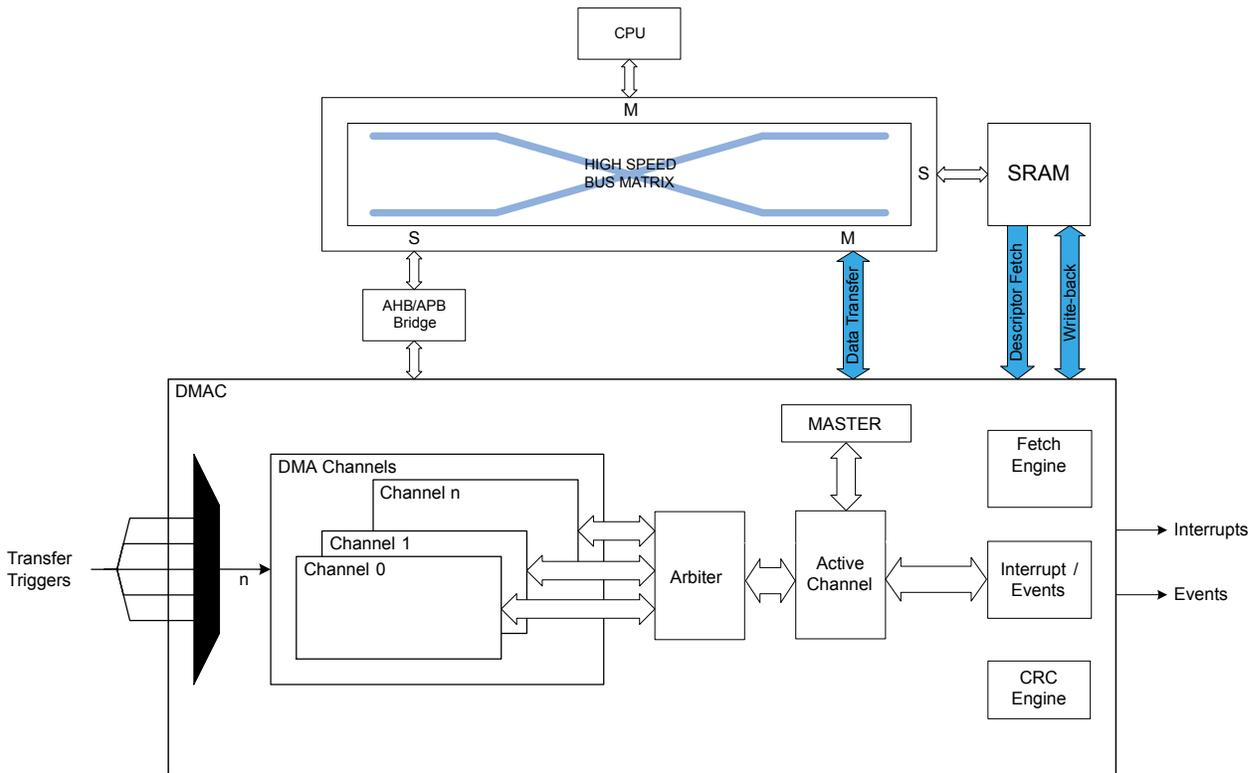 CPU
M
HIGH SPEED
BUS MATRIX
S
SRAM
S
M
AHB/APB
Bridge
Data Transfer
Descriptor Fetch
Write-back
DMAC
MASTER
Fetch
Engine
DMA Channels
Channel n
Channel 1
Channel 0
Transfer
Triggers
n
Arbiter
Active
Channel
Interrupt /
Events
Interrupts
Events
CRC
Engine